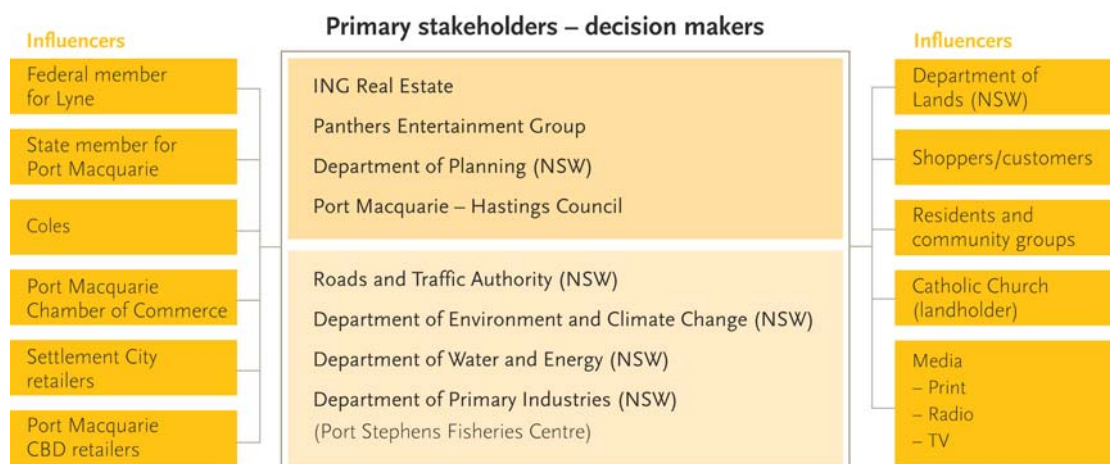 Primary stakeholders – decision makers
Influencers
Federal member
for Lyne
State member for
Port Macquarie
Coles
Port Macquarie
Chamber of Commerce
Settlement City
retailers
Port Macquarie
CBD retailers
ING Real Estate
Panthers Entertainment Group
Department of Planning (NSW)
Port Macquarie – Hastings Council
Roads and Traffic Authority (NSW)
Department of Environment and Climate Change (NSW)
Department of Water and Energy (NSW)
Department of Primary Industries (NSW)
(Port Stephens Fisheries Centre)
Influencers
Department of
Lands (NSW)
Shoppers/customers
Residents and
community groups
Catholic Church
(landholder)
Media
– Print
– Radio
– TV